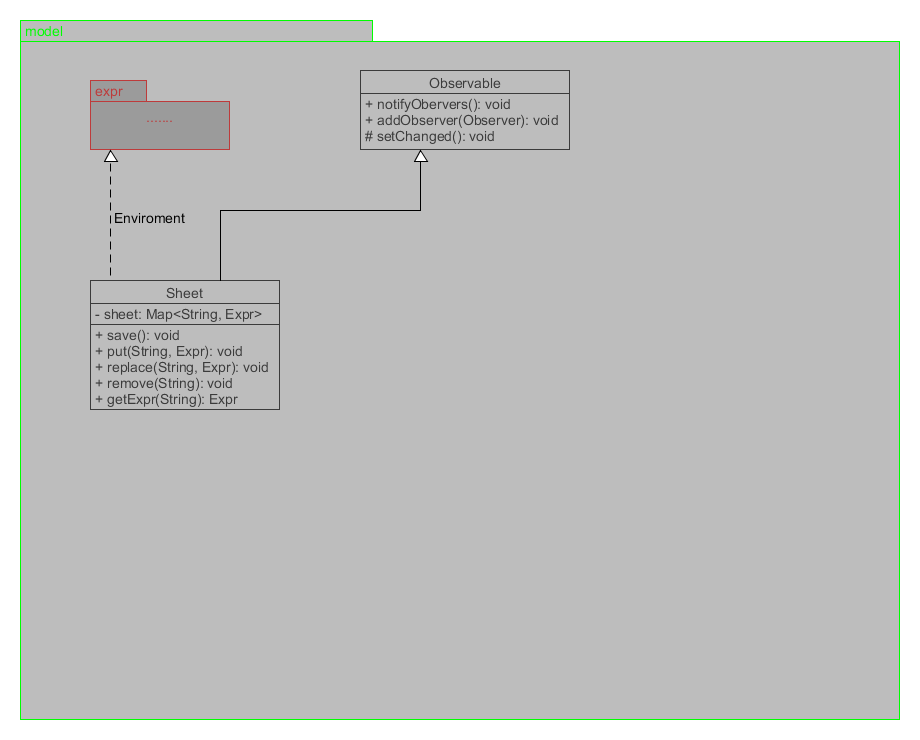 model
expr
.......
Observable
+ notifyObervers(): void
+ addObserver(Observer): void
# setChanged(): void
Enviroment
Sheet
- sheet: Map<String, Expr>
+ save(): void
+ put(String, Expr): void
+ replace(String, Expr): void
+ remove(String): void
+ getExpr(String): Expr